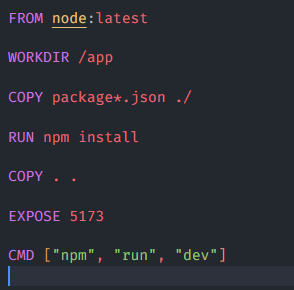 FROM node:latest
WORKDIR /app
COPY package*.json ./
RUN npm install
COPY . .
EXPOSE 5173
CMD ["npm", "run", "dev"]